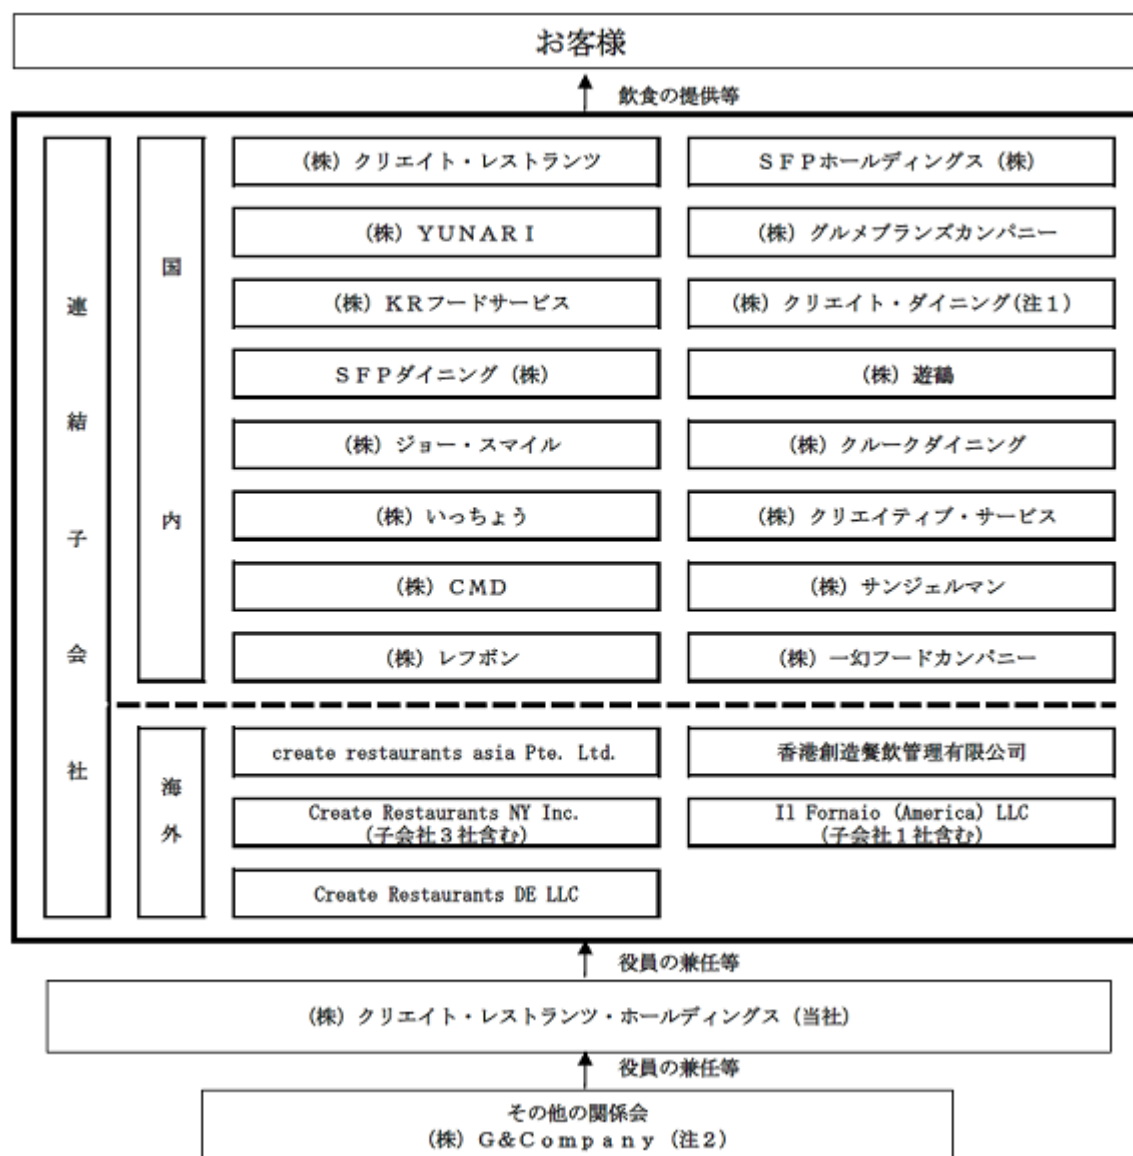 お客様
飲食の提供等
連結子会社
国内
(株) クリエイト・レストランツ
SFPホールディングス (株)
(株) YUNARI
(株) グルメブランズカンパニー
(株) KRフードサービス
(株) クリエイト・ダイニング(注1)
SFPダイニング (株)
(株) 遊鶴
(株) ジョー・スマイル
(株) クルークダイニング
(株) いっちょう
(株) クリエイティブ・サービス
(株) CMD
(株) サンジェルマン
(株) レフボン
(株) 一幻フードカンパニー
海外
create restaurants asia Pte. Ltd.
香港創造餐飲管理有限公司
Create Restaurants NY Inc.
(子会社3社含む)
Il Fornaio (America) LLC
(子会社1社含む)
Create Restaurants DE LLC
役員の兼任等
(株) クリエイト・レストランツ・ホールディングス (当社)
役員の兼任等
その他の関係会
(株) G&Company (注2)